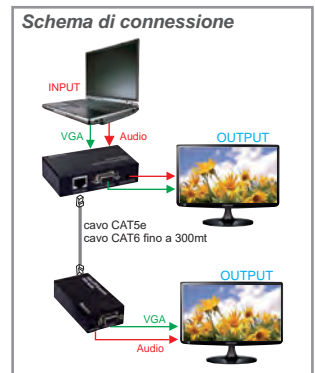 Schema di connessione
INPUT
VGA
Audio
OUTPUT
cavo CAT5e
cavo CAT6 fino a 300mt
OUTPUT
VGA
Audio